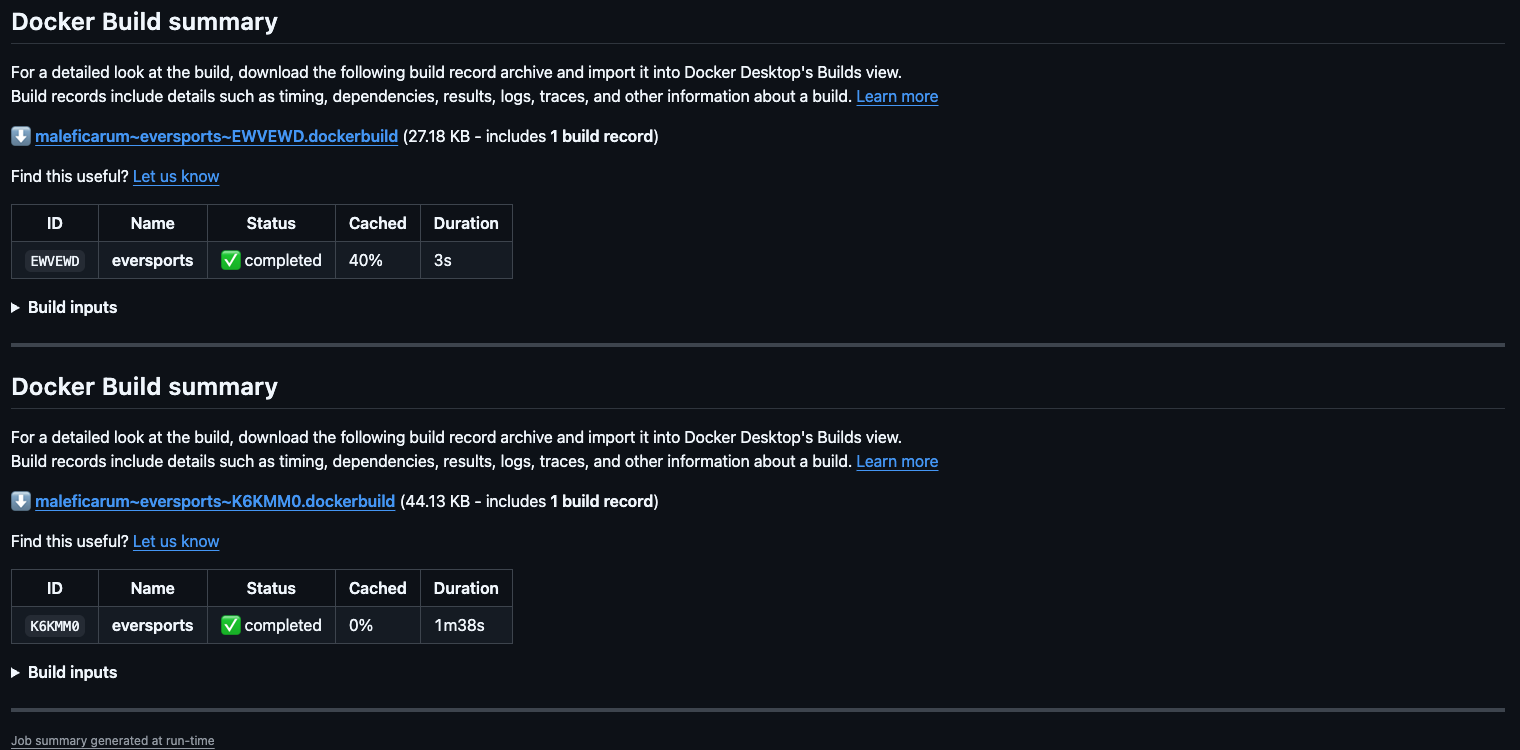 Docker Build summary
For a detailed look at the build, download the following build record archive and import it into Docker Desktop's Builds view.
Build records include details such as timing, dependencies, results, logs, traces, and other information about a build. Learn more
⬇️ maleficarum~eversports~EWVEWD.dockerbuild (27.18 KB - includes 1 build record)
Find this useful? Let us know
ID Name Status Cached Duration
EWVEWD eversports ✅ completed 40% 3s
▶ Build inputs
Docker Build summary
For a detailed look at the build, download the following build record archive and import it into Docker Desktop's Builds view.
Build records include details such as timing, dependencies, results, logs, traces, and other information about a build. Learn more
⬇️ maleficarum~eversports~K6KMM0.dockerbuild (44.13 KB - includes 1 build record)
Find this useful? Let us know
ID Name Status Cached Duration
K6KMM0 eversports ✅ completed 0% 1m38s
▶ Build inputs
Job summary generated at run-time